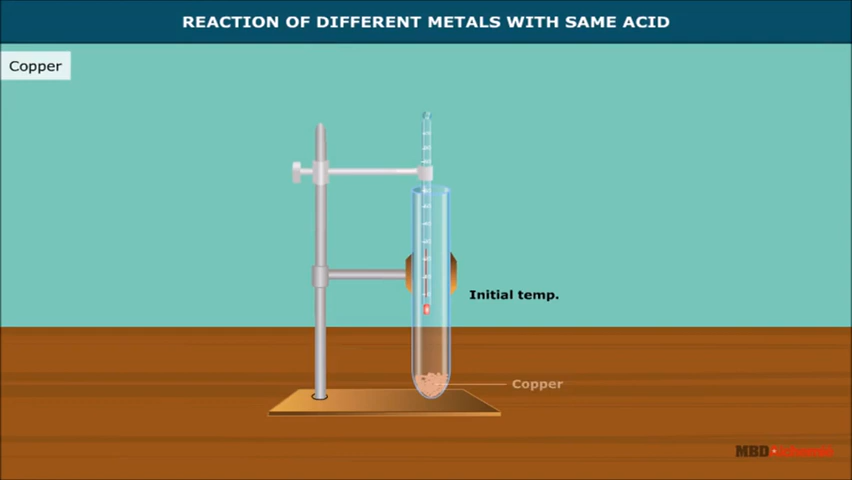 REACTION OF DIFFERENT METALS WITH SAME ACID
Copper
Initial temp.
Copper
MBD